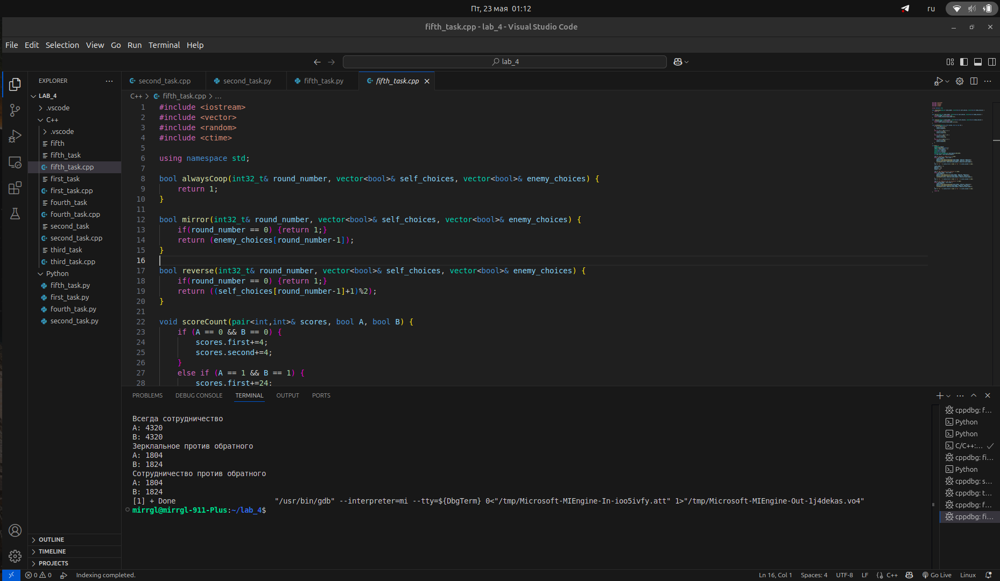 Пт, 23 мая 01:12
ru
fifth_task.cpp - lab_4 - Visual Studio Code
File Edit Selection View Go Run Terminal Help
lab_4
EXPLORER
LAB_4
.vscode
C++
.vscode
fifth
fifth_task
fifth_task.cpp
first_task
first_task.cpp
fourth_task
fourth_task.cpp
second_task
second_task.cpp
third_task
third_task.cpp
Python
fifth_task.py
first_task.py
fourth_task.py
second_task.py
OUTLINE
TIMELINE
PROJECTS
second_task.cpp second_task.py fifth_task.py fifth_task.cpp
C++ > fifth_task.cpp > ...
1 #include <iostream>
2 #include <vector>
3 #include <random>
4 #include <ctime>
5
6 using namespace std;
7
8 bool alwaysCoop(int32_t& round_number, vector<bool>& self_choices, vector<bool>& enemy_choices) {
9     return 1;
10 }
11
12 bool mirror(int32_t& round_number, vector<bool>& self_choices, vector<bool>& enemy_choices) {
13     if(round_number == 0) {return 1;}
14     return (enemy_choices[round_number-1]);
15 }
16
17 bool reverse(int32_t& round_number, vector<bool>& self_choices, vector<bool>& enemy_choices) {
18     if(round_number == 0) {return 1;}
19     return ((self_choices[round_number-1]+1)%2);
20 }
21
22 void scoreCount(pair<int,int>& scores, bool A, bool B) {
23     if (A == 0 && B == 0) {
24         scores.first+=4;
25         scores.second+=4;
26     }
27     else if (A == 1 && B == 1) {
28         scores.first+=24;
PROBLEMS DEBUG CONSOLE TERMINAL OUTPUT PORTS
Всегда сотрудничество
A: 4320
B: 4320
Зерклальное против обратного
A: 1804
B: 1824
Сотрудничество против обратного
A: 1804
B: 1824
[1] + Done "/usr/bin/gdb" --interpreter=mi --tty=${DbgTerm} 0<"/tmp/Microsoft-MIEngine-In-ioo5ivfy.att" 1>"/tmp/Microsoft-MIEngine-Out-1j4dekas.vo4"
mirrgl@mirrgl-911-Plus:~/lab_4$
cppdbg: f...
Python
Python
C/C++:...
cppdbg: fi...
Python
cppdbg: s...
cppdbg: t...
cppdbg: f...
cppdbg: fi...
0 0 Indexing completed.
Ln 16, Col 1 Spaces: 4 UTF-8 LF C++ Go Live Linux